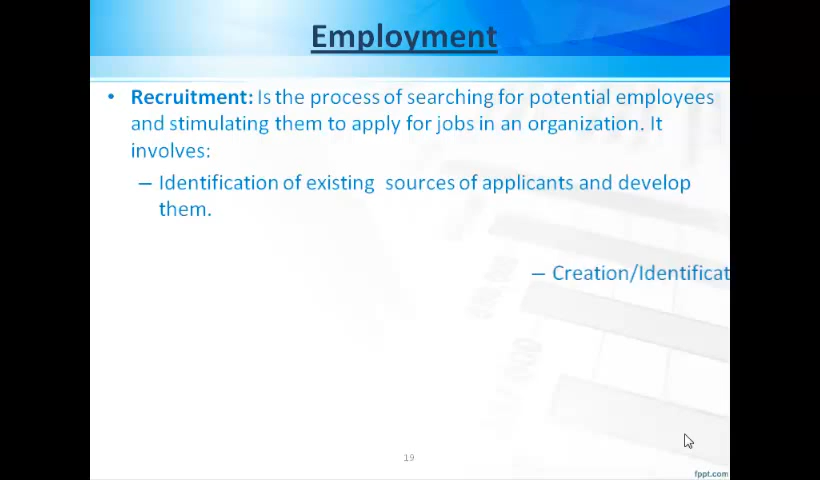 Employment
• Recruitment: Is the process of searching for potential employees
and stimulating them to apply for jobs in an organization. It
involves:
– Identification of existing sources of applicants and develop
them.
– Creation/Identificat
19
fppt.com